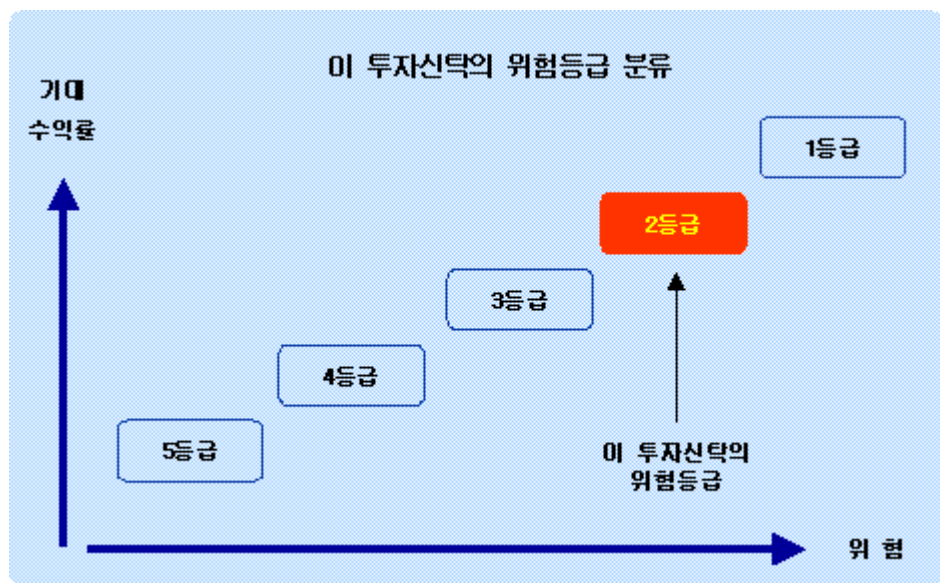 이 투자신탁의 위험등급 분류
기대
수익률
1등급
2등급
3등급
4등급
5등급
이 투자신탁의
위험등급
위 험